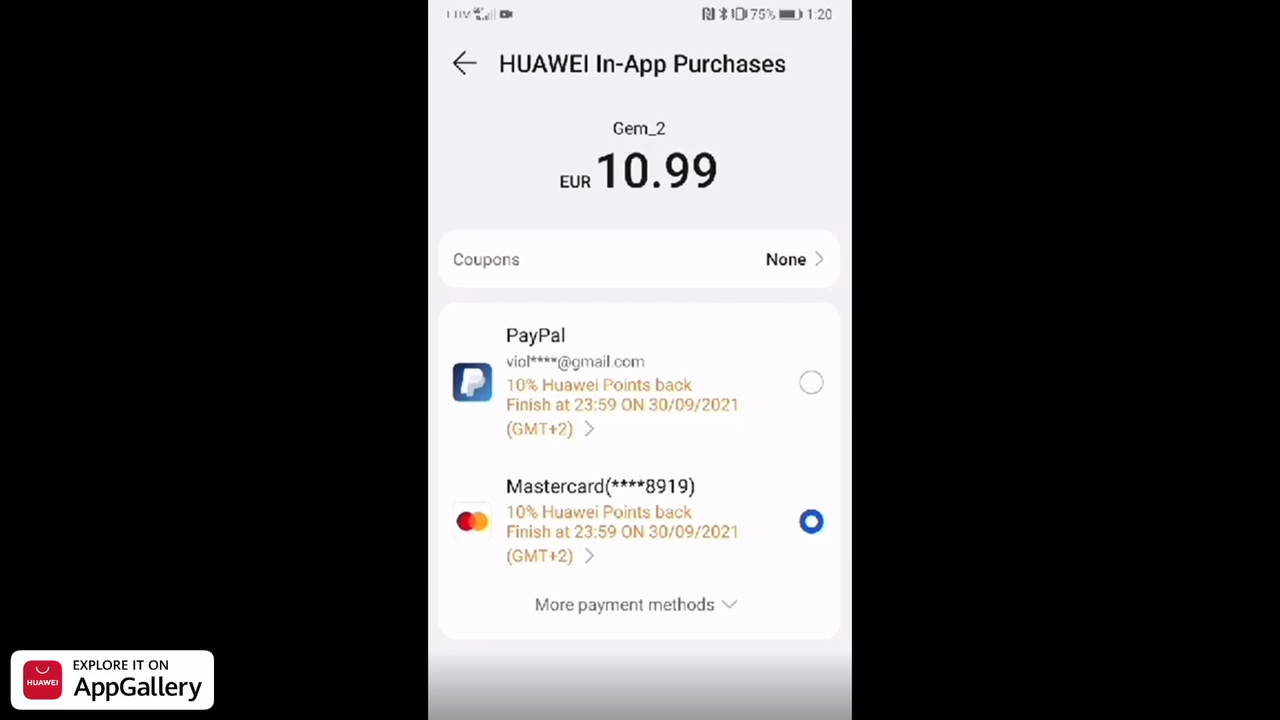 75% 1:20
HUAWEI In-App Purchases
Gem_2
EUR 10.99
Coupons None
PayPal
viol****@gmail.com
10% Huawei Points back
Finish at 23:59 ON 30/09/2021
(GMT+2)
Mastercard(****8919)
10% Huawei Points back
Finish at 23:59 ON 30/09/2021
(GMT+2)
More payment methods
EXPLORE IT ON
HUAWEI
AppGallery